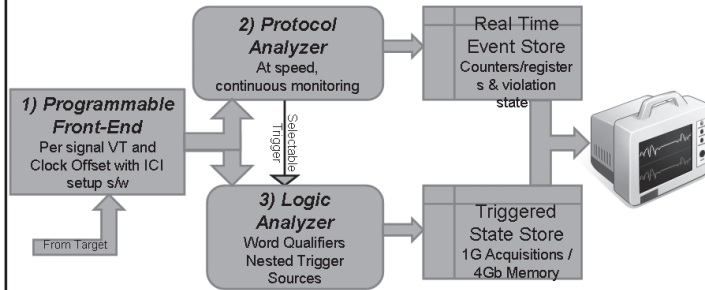 2) Protocol
Analyzer
At speed,
continuous monitoring
Real Time
Event Store
Counters/register
s & violation
state
1) Programmable
Front-End
Per signal VT and
Clock Offset with ICI
setup s/w
Selectable
Trigger
3) Logic
Analyzer
Word Qualifiers
Nested Trigger
Sources
Triggered
State Store
1G Acquisitions /
4Gb Memory
From Target